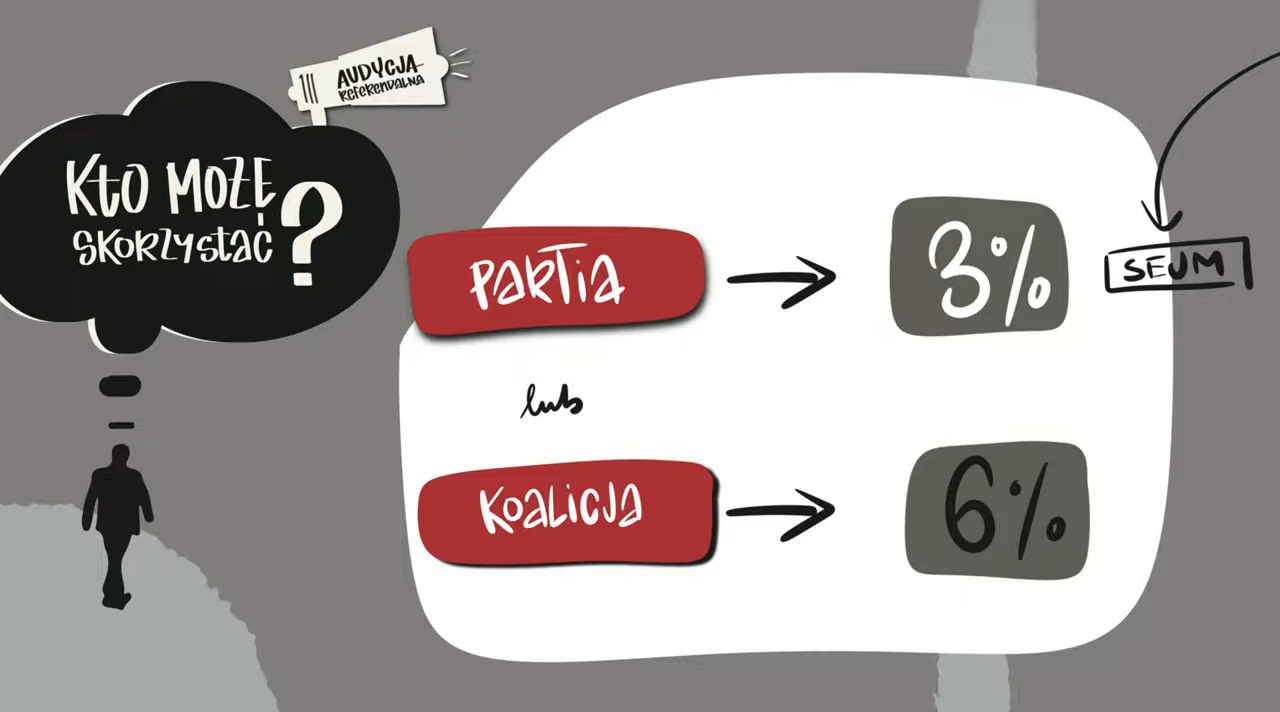 AUDYCJA
REFERENDALNA
KTO MOŻE
SKORZYSTAĆ ?
PARTIA
3%
SEJM
lub
KOALICJA
6%